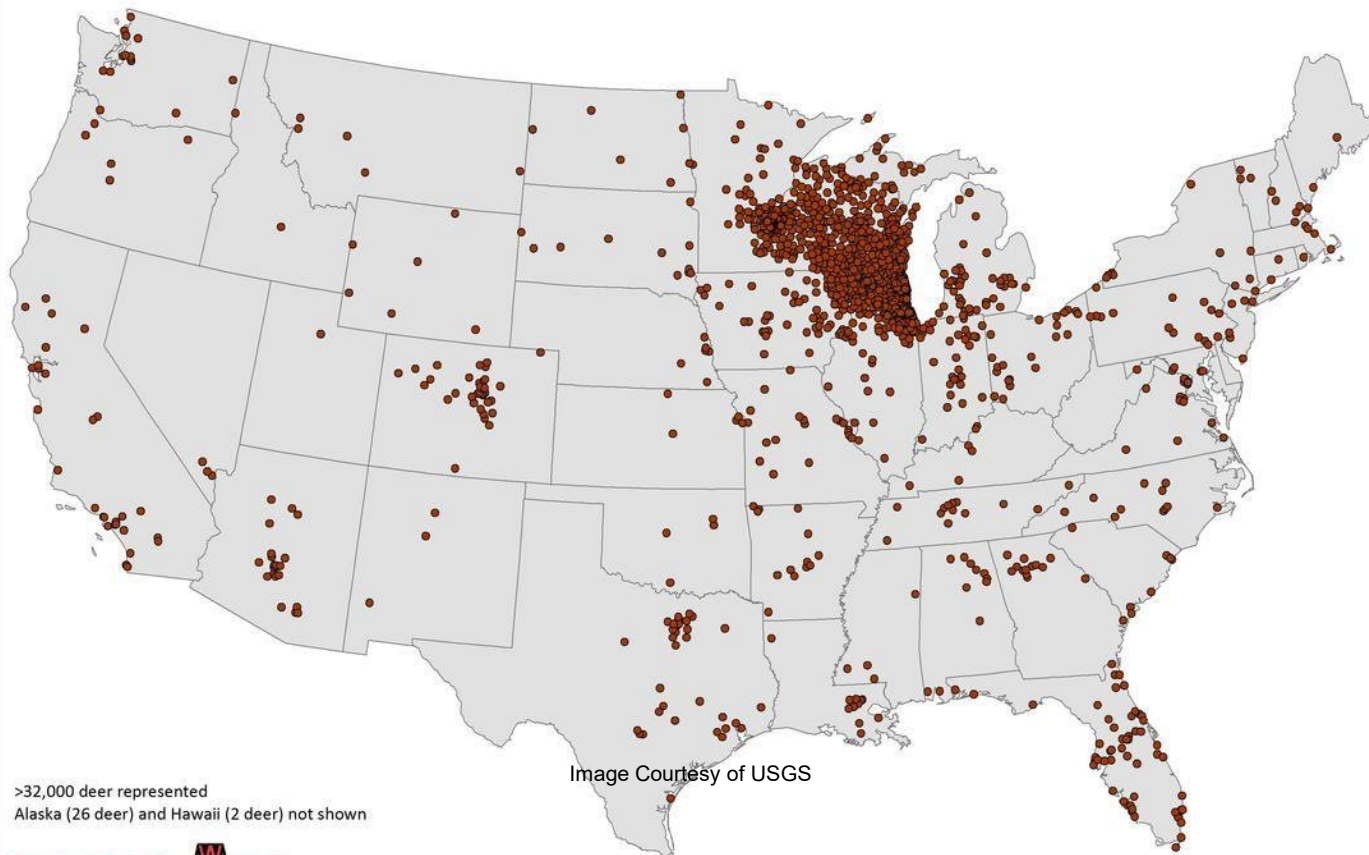 Image Courtesy of USGS
>32,000 deer represented
Alaska (26 deer) and Hawaii (2 deer) not shown
W